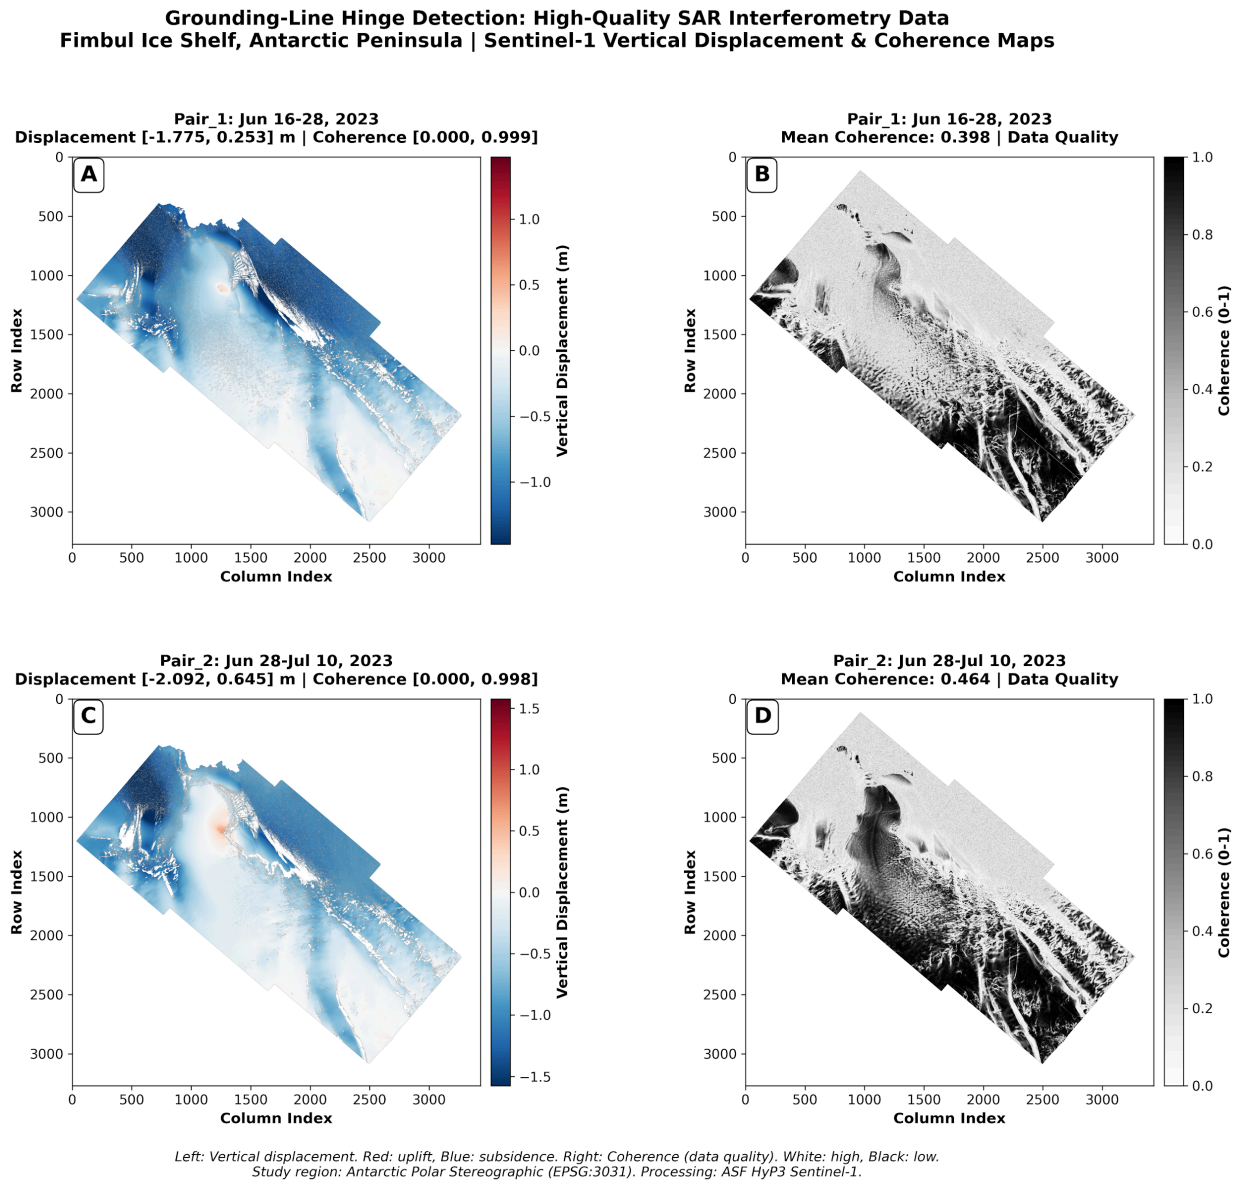 Grounding-Line Hinge Detection: High-Quality SAR Interferometry Data
Fimbul Ice Shelf, Antarctic Peninsula | Sentinel-1 Vertical Displacement & Coherence Maps
Pair_1: Jun 16-28, 2023
Displacement [-1.775, 0.253] m | Coherence [0.000, 0.999]
A
0
500
1000
1500
2000
2500
3000
0
500
1000
1500
2000
2500
3000
Row Index
Column Index
1.0
0.5
0.0
−0.5
−1.0
Vertical Displacement (m)
Pair_1: Jun 16-28, 2023
Mean Coherence: 0.398 | Data Quality
B
0
500
1000
1500
2000
2500
3000
0
500
1000
1500
2000
2500
3000
Row Index
Column Index
1.0
0.8
0.6
0.4
0.2
0.0
Coherence (0-1)
Pair_2: Jun 28-Jul 10, 2023
Displacement [-2.092, 0.645] m | Coherence [0.000, 0.998]
C
0
500
1000
1500
2000
2500
3000
0
500
1000
1500
2000
2500
3000
Row Index
Column Index
1.5
1.0
0.5
0.0
−0.5
−1.0
−1.5
Vertical Displacement (m)
Pair_2: Jun 28-Jul 10, 2023
Mean Coherence: 0.464 | Data Quality
D
0
500
1000
1500
2000
2500
3000
0
500
1000
1500
2000
2500
3000
Row Index
Column Index
1.0
0.8
0.6
0.4
0.2
0.0
Coherence (0-1)
Left: Vertical displacement. Red: uplift, Blue: subsidence. Right: Coherence (data quality). White: high, Black: low.
Study region: Antarctic Polar Stereographic (EPSG:3031). Processing: ASF HyP3 Sentinel-1.